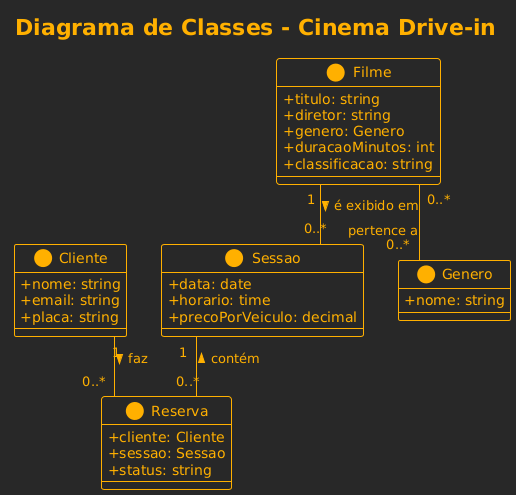 Diagrama de Classes - Cinema Drive-in
Filme
+titulo: string
+diretor: string
+genero: Genero
+duracaoMinutos: int
+classificacao: string
1
é exibido em
0..*
0..*
pertence a
0..*
Cliente
+nome: string
+email: string
+placa: string
Sessao
+data: date
+horario: time
+precoPorVeiculo: decimal
Genero
+nome: string
1
faz
0..*
1
contém
0..*
Reserva
+cliente: Cliente
+sessao: Sessao
+status: string